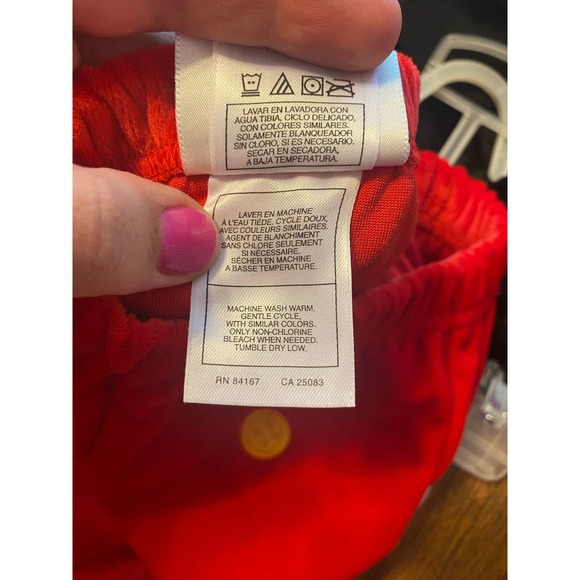 LAVAR EN LAVADORA CON
AGUA TIBIA, CICLO DELICADO,
CON COLORES SIMILARES.
SOLAMENTE BLANQUEADOR
SIN CLORO, SI ES NECESARIO.
SECAR EN SECADORA,
A BAJA TEMPERATURA.
LAVER EN MACHINE
À L'EAU TIÈDE, CYCLE DOUX,
AVEC COULEURS SIMILAIRES.
AGENT DE BLANCHIMENT
SANS CHLORE SEULEMENT
SI NÉCESSAIRE.
SÉCHER EN MACHINE
A BASSE TEMPERATURE.
MACHINE WASH WARM,
GENTLE CYCLE,
WITH SIMILAR COLORS.
ONLY NON-CHLORINE
BLEACH WHEN NEEDED.
TUMBLE DRY LOW.
RN 84167 CA 25083